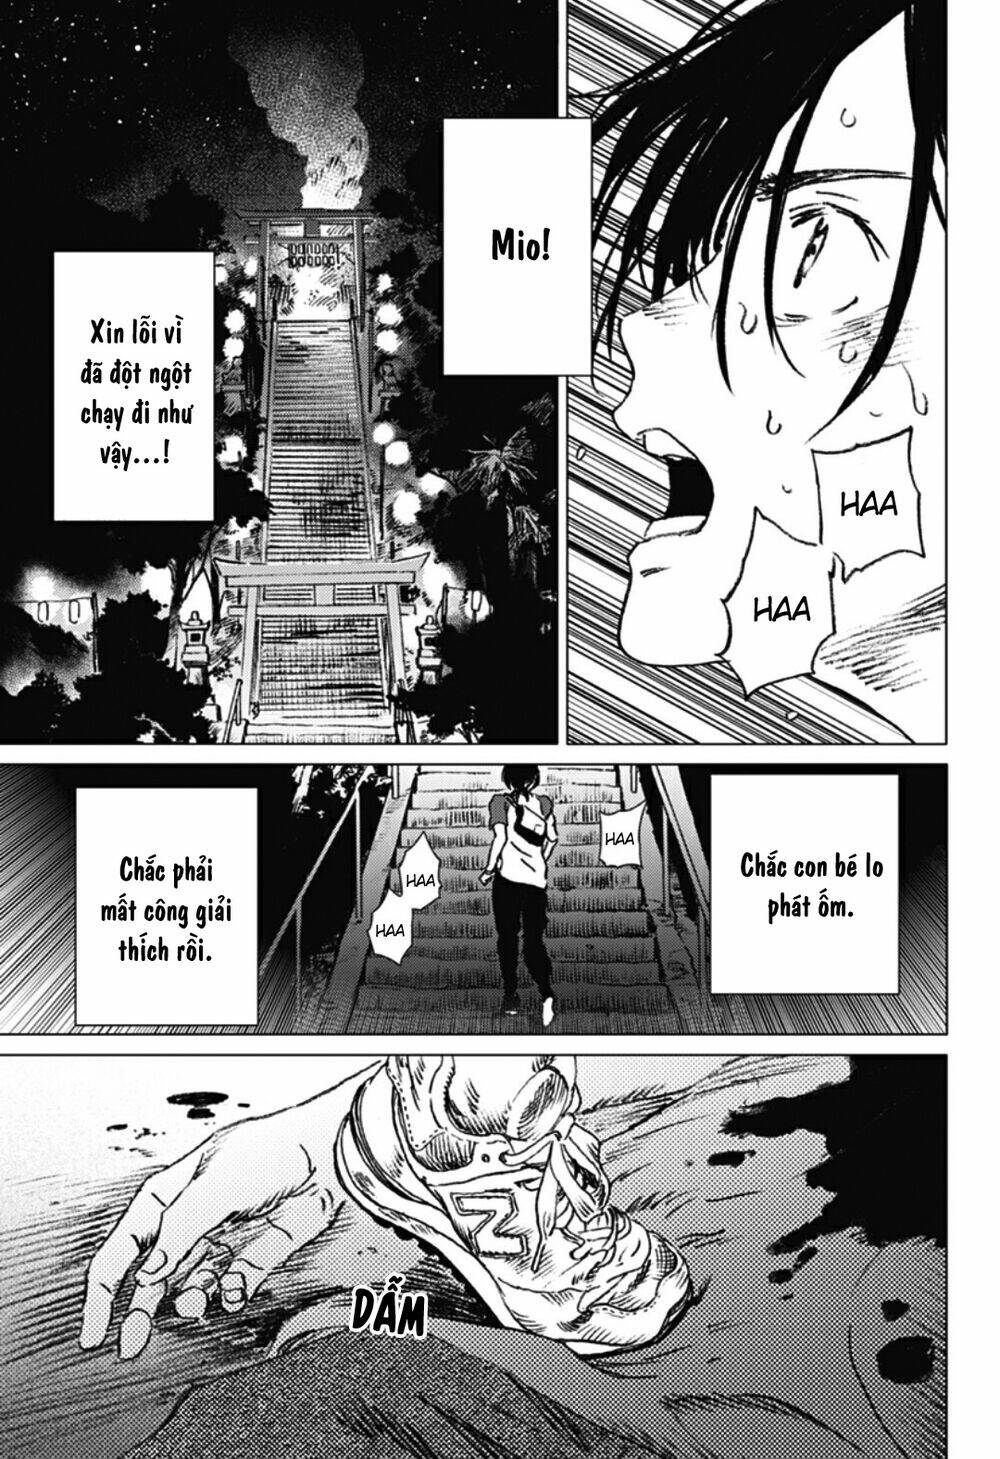 Mio!
HAA
HAA
Xin lỗi vì
đã đột ngột
chạy đi như
vậy...!
Chắc con bé lo
phát ốm.
HAA
HAA
HAA
Chắc phải
mất công giải
thích rồi.
DẪM